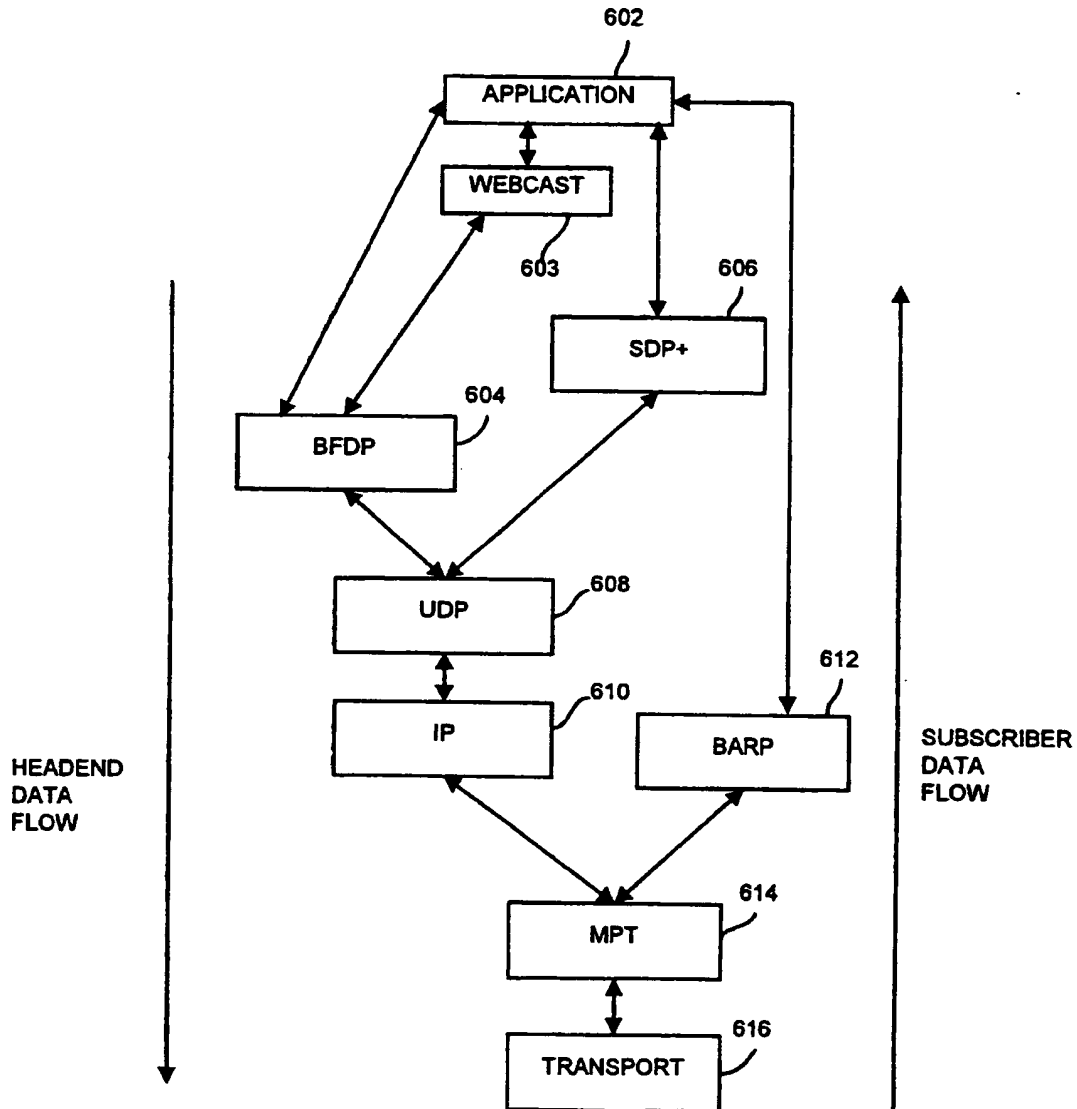 602
APPLICATION
WEBCAST
603
606
SDP+
604
BFDP
608
UDP
610
IP
612
BARP
HEADEND
DATA
FLOW
SUBSCRIBER
DATA
FLOW
614
MPT
616
TRANSPORT